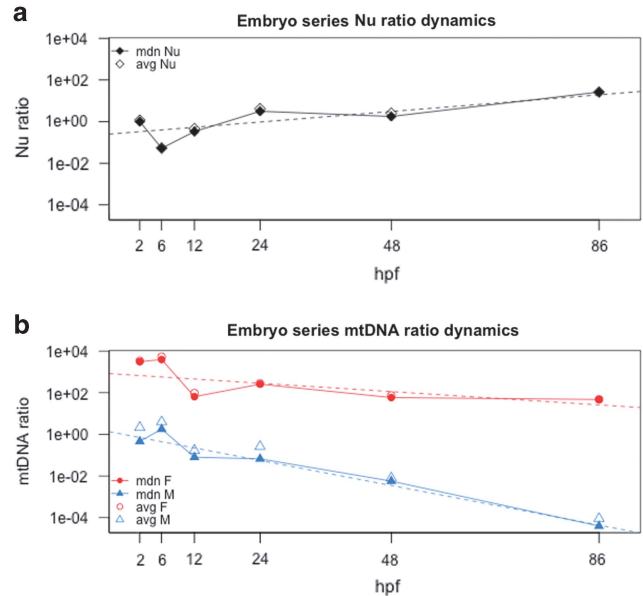 a
Embryo series Nu ratio dynamics
1e+04
1e+02
1e+00
1e-02
1e-04
Nu ratio
mdn Nu
avg Nu
2 6 12 24 48 86
hpf
b
Embryo series mtDNA ratio dynamics
1e+04
1e+02
1e+00
1e-02
1e-04
mtDNA ratio
mdn F
mdn M
avg F
avg M
2 6 12 24 48 86
hpf